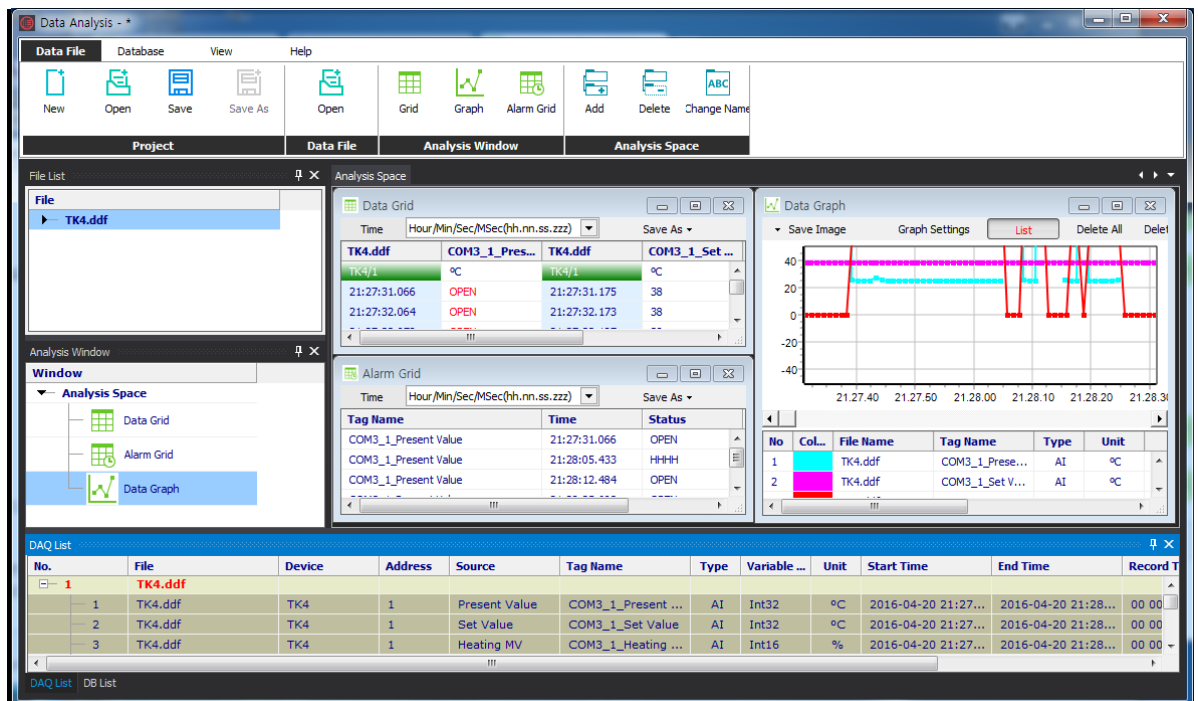 Data Analysis - *
Data File Database View Help
New Open Save Save As Open Grid Graph Alarm Grid Add Delete ABC Change Name
Project Data File Analysis Window Analysis Space
File List
File
TK4.ddf
Analysis Window
Window
Analysis Space
Data Grid
Alarm Grid
Data Graph
Analysis Space
Data Grid
Time Hour/Min/Sec/MSec(hh.nn.ss.zzz) Save As
TK4.ddf COM3_1_Pres... TK4.ddf COM3_1_Set ...
TK4/1 ºC TK4/1 ºC
21:27:31.066 OPEN 21:27:31.175 38
21:27:32.064 OPEN 21:27:32.173 38
Alarm Grid
Time Hour/Min/Sec/MSec(hh.nn.ss.zzz) Save As
Tag Name Time Status
COM3_1_Present Value 21:27:31.066 OPEN
COM3_1_Present Value 21:28:05.433 HHHH
COM3_1_Present Value 21:28:12.484 OPEN
Data Graph
Save Image Graph Settings List Delete All Delet
40
20
0
-20
-40
21.27.40 21.27.50 21.28.00 21.28.10 21.28.20 21.28.30
No Col... File Name Tag Name Type Unit
1 TK4.ddf COM3_1_Prese... AI ºC
2 TK4.ddf COM3_1_Set V... AI ºC
DAQ List
No. File Device Address Source Tag Name Type Variable ... Unit Start Time End Time Record T
1 TK4.ddf
1 TK4.ddf TK4 1 Present Value COM3_1_Present ... AI Int32 ºC 2016-04-20 21:27... 2016-04-20 21:28... 00 00
2 TK4.ddf TK4 1 Set Value COM3_1_Set Value AI Int32 ºC 2016-04-20 21:27... 2016-04-20 21:28... 00 00
3 TK4.ddf TK4 1 Heating MV COM3_1_Heating ... AI Int16 % 2016-04-20 21:27... 2016-04-20 21:28... 00 00
DAQ List DB List